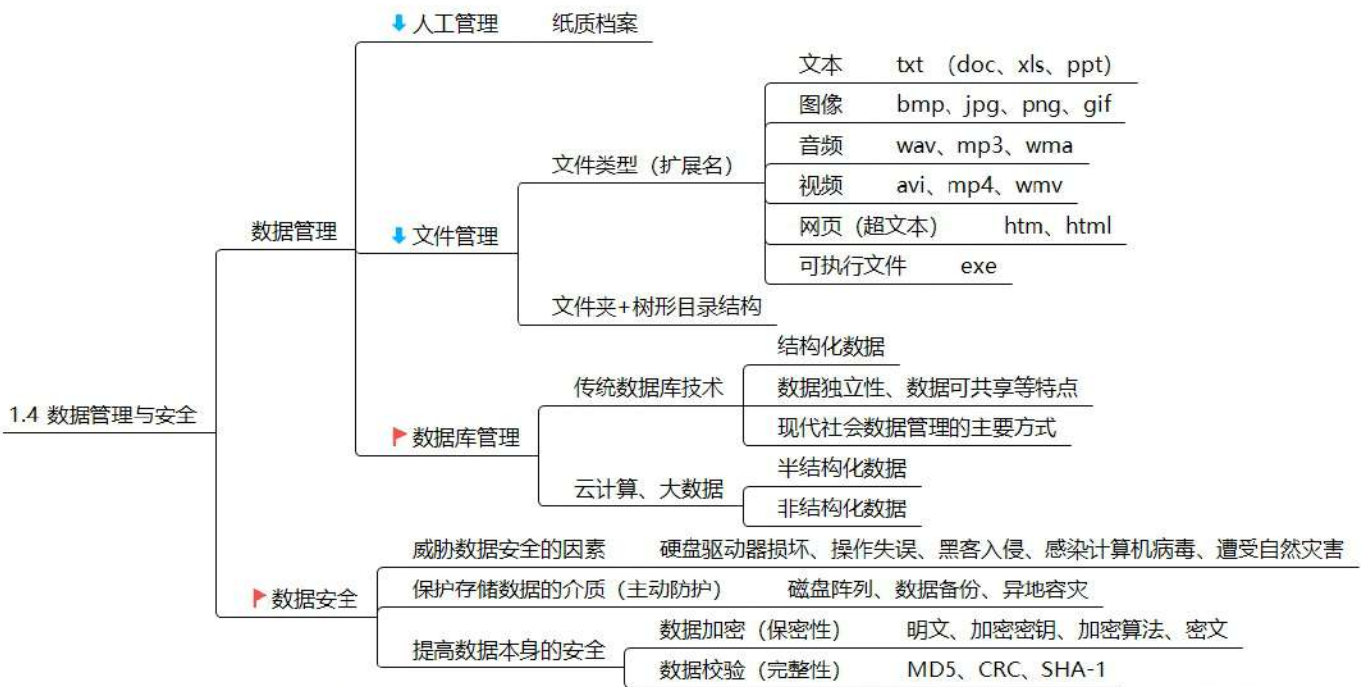 人工管理 纸质档案
文本 txt （doc、xls、ppt）
图像 bmp、jpg、png、gif
音频 wav、mp3、wma
文件类型（扩展名）
视频 avi、mp4、wmv
网页（超文本） htm、html
数据管理
文件管理
可执行文件 exe
文件夹+树形目录结构
结构化数据
传统数据库技术
数据独立性、数据可共享等特点
1.4 数据管理与安全
现代社会数据管理的主要方式
数据库管理
半结构化数据
云计算、大数据
非结构化数据
威胁数据安全的因素 硬盘驱动器损坏、操作失误、黑客入侵、感染计算机病毒、遭受自然灾害
数据安全
保护存储数据的介质（主动防护） 磁盘阵列、数据备份、异地容灾
数据加密（保密性） 明文、加密密钥、加密算法、密文
提高数据本身的安全
数据校验（完整性） MD5、CRC、SHA-1